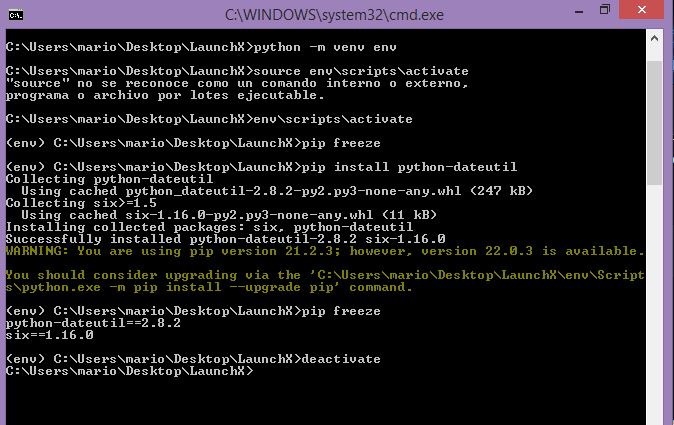 C:\WINDOWS\system32\cmd.exe
C:\Users\mario\Desktop\LaunchX>python -m venv env
C:\Users\mario\Desktop\LaunchX>source env\scripts\activate
"source" no se reconoce como un comando interno o externo,
programa o archivo por lotes ejecutable.
C:\Users\mario\Desktop\LaunchX>env\scripts\activate
(env) C:\Users\mario\Desktop\LaunchX>pip freeze
(env) C:\Users\mario\Desktop\LaunchX>pip install python-dateutil
Collecting python-dateutil
  Using cached python_dateutil-2.8.2-py2.py3-none-any.whl (247 kB)
Collecting six>=1.5
  Using cached six-1.16.0-py2.py3-none-any.whl (11 kB)
Installing collected packages: six, python-dateutil
Successfully installed python-dateutil-2.8.2 six-1.16.0
WARNING: You are using pip version 21.2.3; however, version 22.0.3 is available.
You should consider upgrading via the 'C:\Users\mario\Desktop\LaunchX\env\Script
s\python.exe -m pip install --upgrade pip' command.
(env) C:\Users\mario\Desktop\LaunchX>pip freeze
python-dateutil==2.8.2
six==1.16.0
(env) C:\Users\mario\Desktop\LaunchX>deactivate
C:\Users\mario\Desktop\LaunchX>